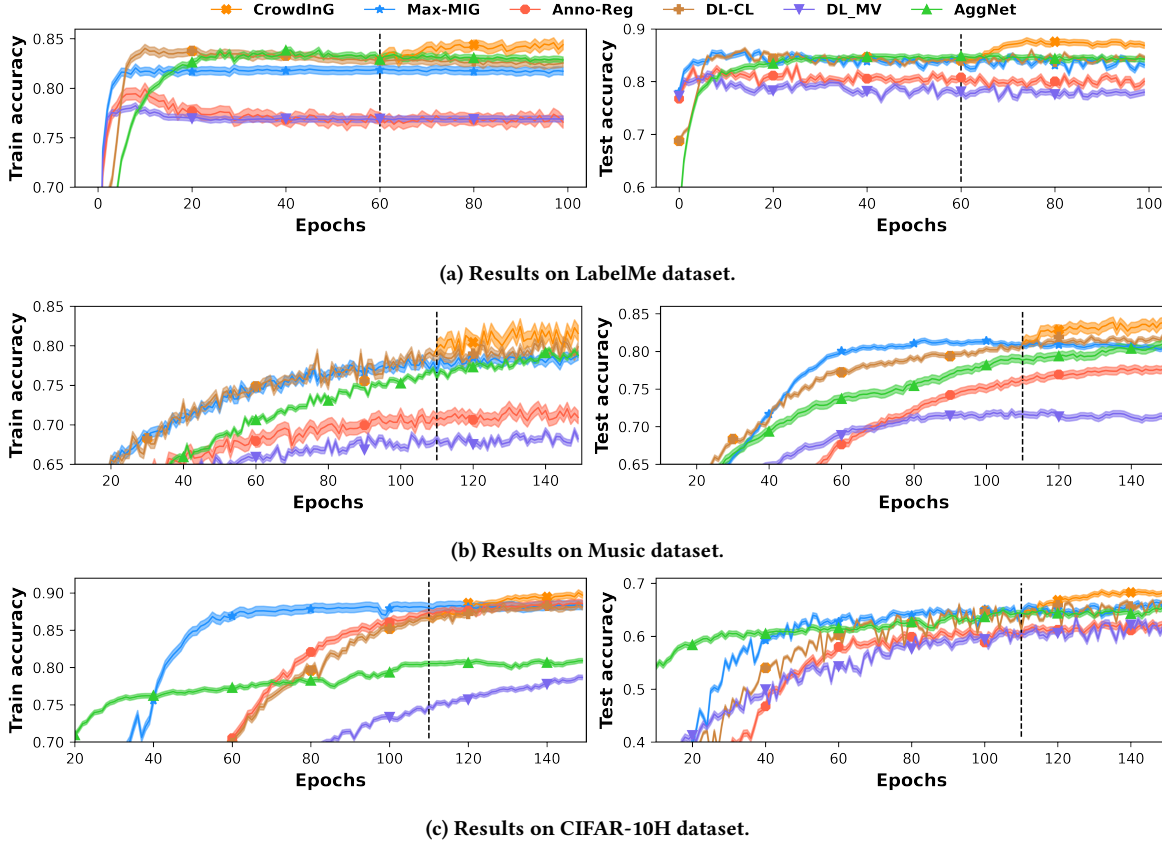 CrowdInG Max-MIG Anno-Reg DL-CL DL_MV AggNet
0.85
0.80
0.75
0.70
Train accuracy
0 20 40 60 80 100
Epochs
0.9
0.8
0.7
0.6
Test accuracy
0 20 40 60 80 100
Epochs
(a) Results on LabelMe dataset.
0.85
0.80
0.75
0.70
0.65
Train accuracy
20 40 60 80 100 120 140
Epochs
0.85
0.80
0.75
0.70
0.65
Test accuracy
20 40 60 80 100 120 140
Epochs
(b) Results on Music dataset.
0.90
0.85
0.80
0.75
0.70
Train accuracy
20 40 60 80 100 120 140
Epochs
0.7
0.6
0.5
0.4
Test accuracy
20 40 60 80 100 120 140
Epochs
(c) Results on CIFAR-10H dataset.